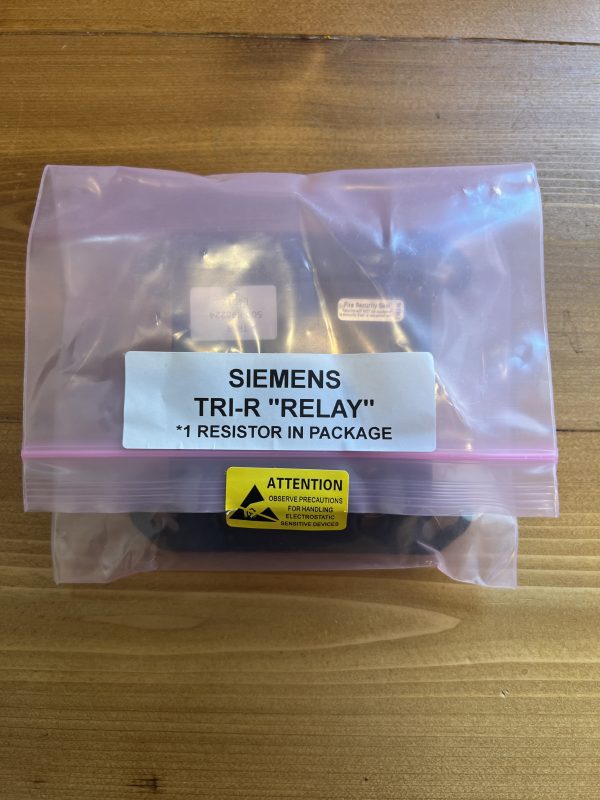 Fire Security Seal
SIEMENS
TRI-R "RELAY"
*1 RESISTOR IN PACKAGE
ATTENTION
OBSERVE PRECAUTIONS
FOR HANDLING
ELECTROSTATIC
SENSITIVE DEVICES